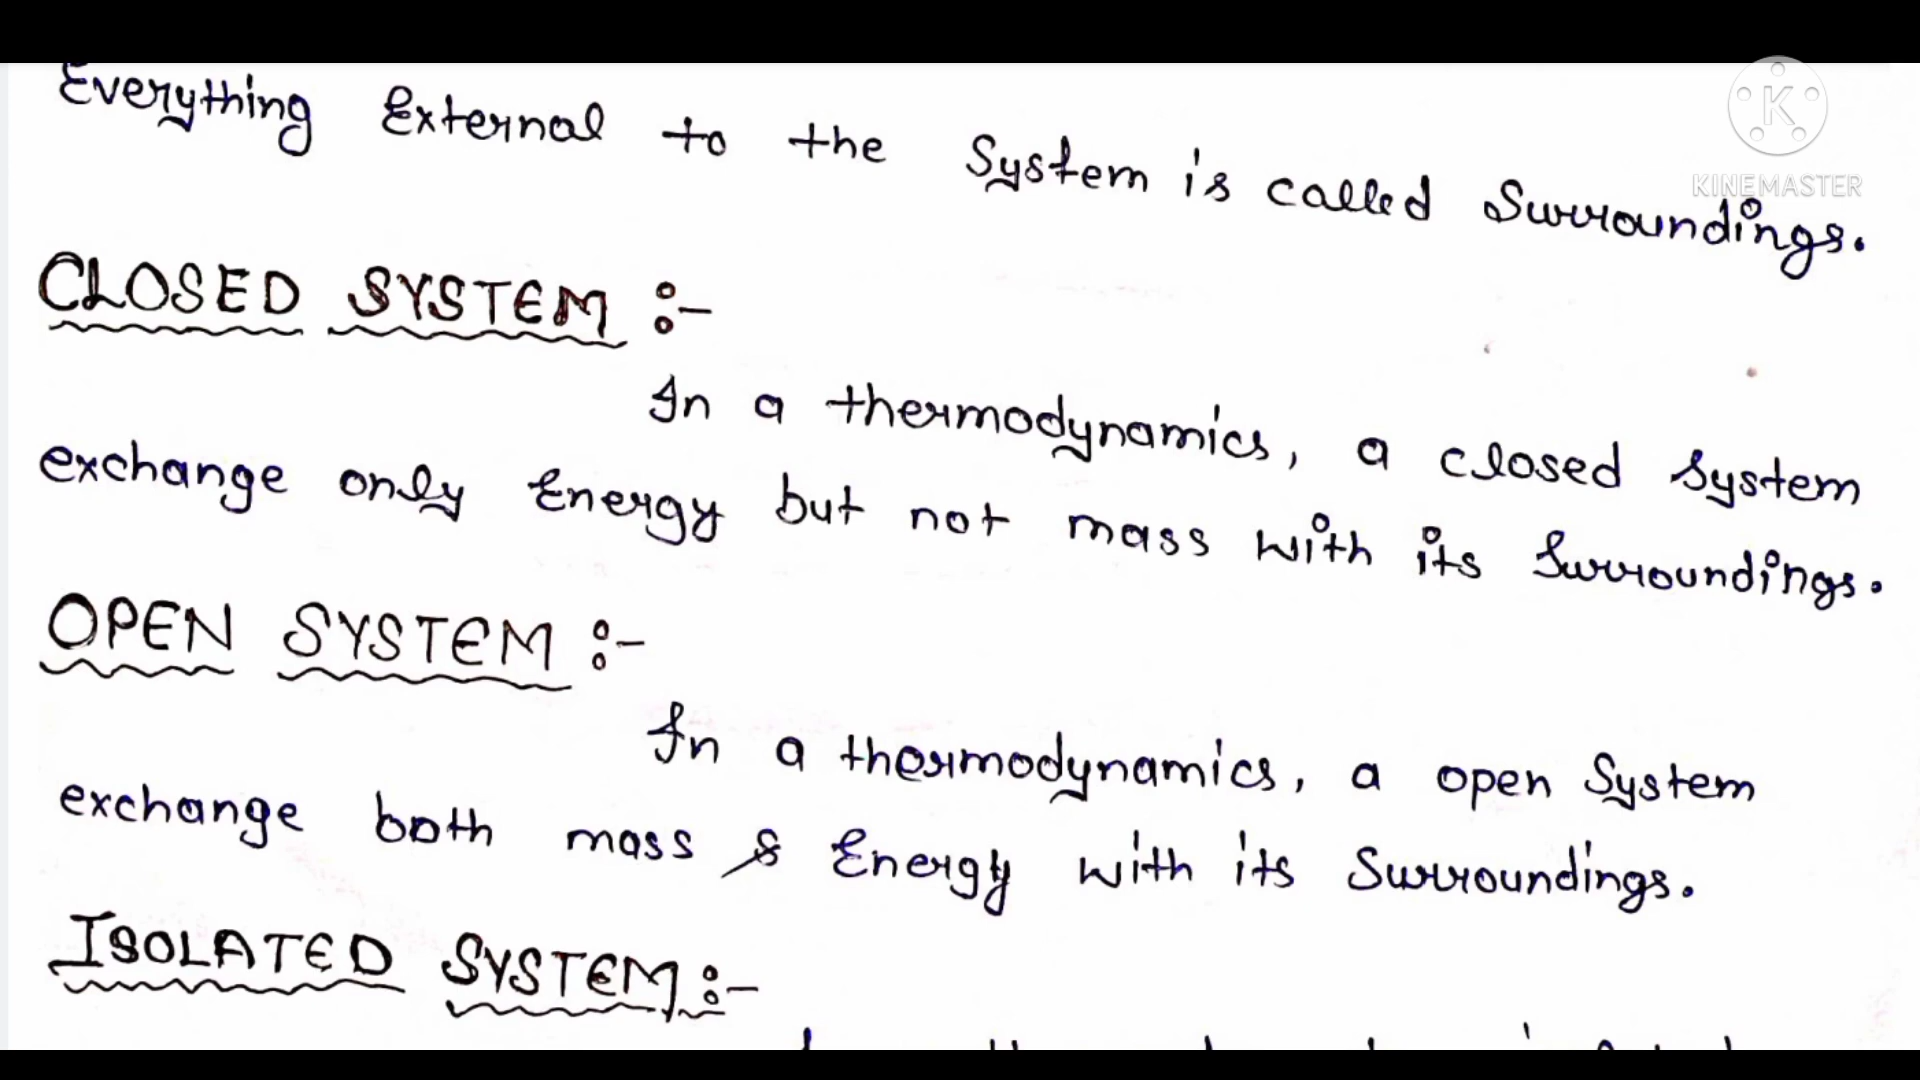 Everything External to the System is called Surroundings.
KINEMASTER
CLOSED SYSTEM :-
In a thermodynamics, a closed System
exchange only Energy but not mass with its Surroundings.
OPEN SYSTEM :-
In a thermodynamics, a open System
exchange both mass & Energy with its Surroundings.
ISOLATED SYSTEM :-